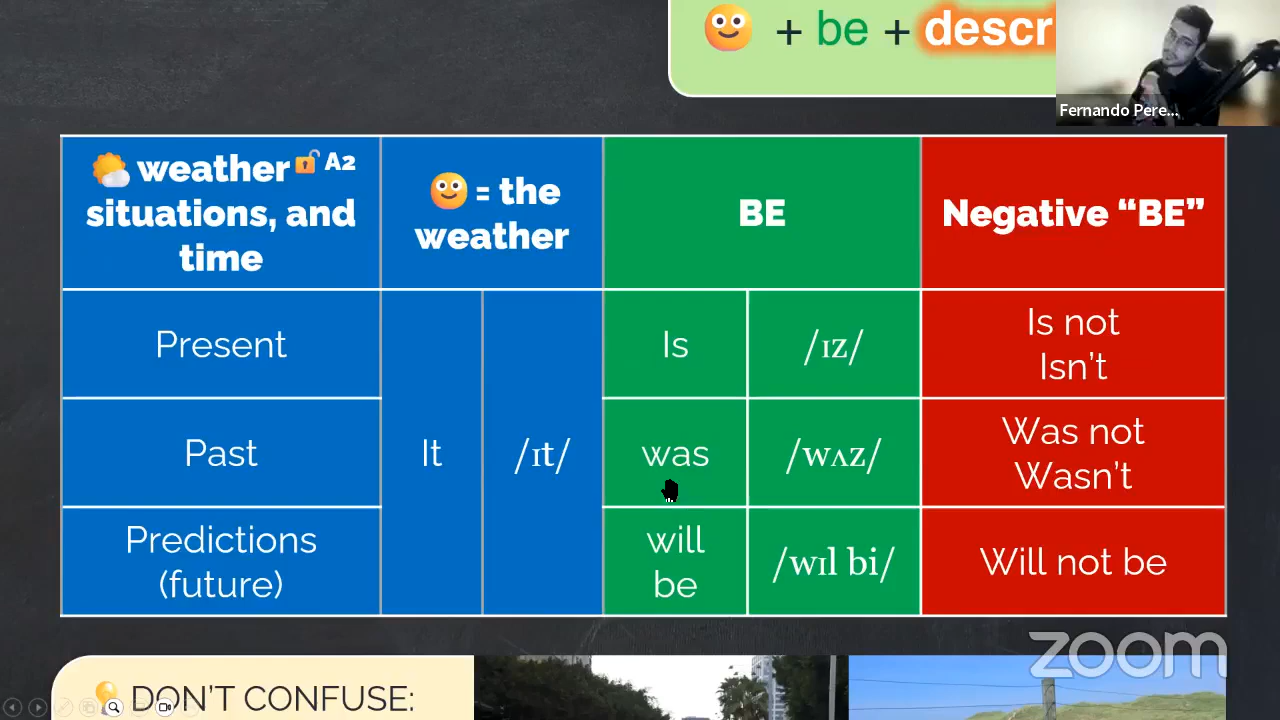 + be + descr
Fernando Pere...
weather A2
situations, and
time
= the
weather
BE
Negative “BE”
Present
It
/ɪt/
Is
/ɪz/
Is not
Isn’t
Past
was
/wʌz/
Was not
Wasn’t
Predictions
(future)
will
be
/wɪl bi/
Will not be
zoom
DON’T CONFUSE: